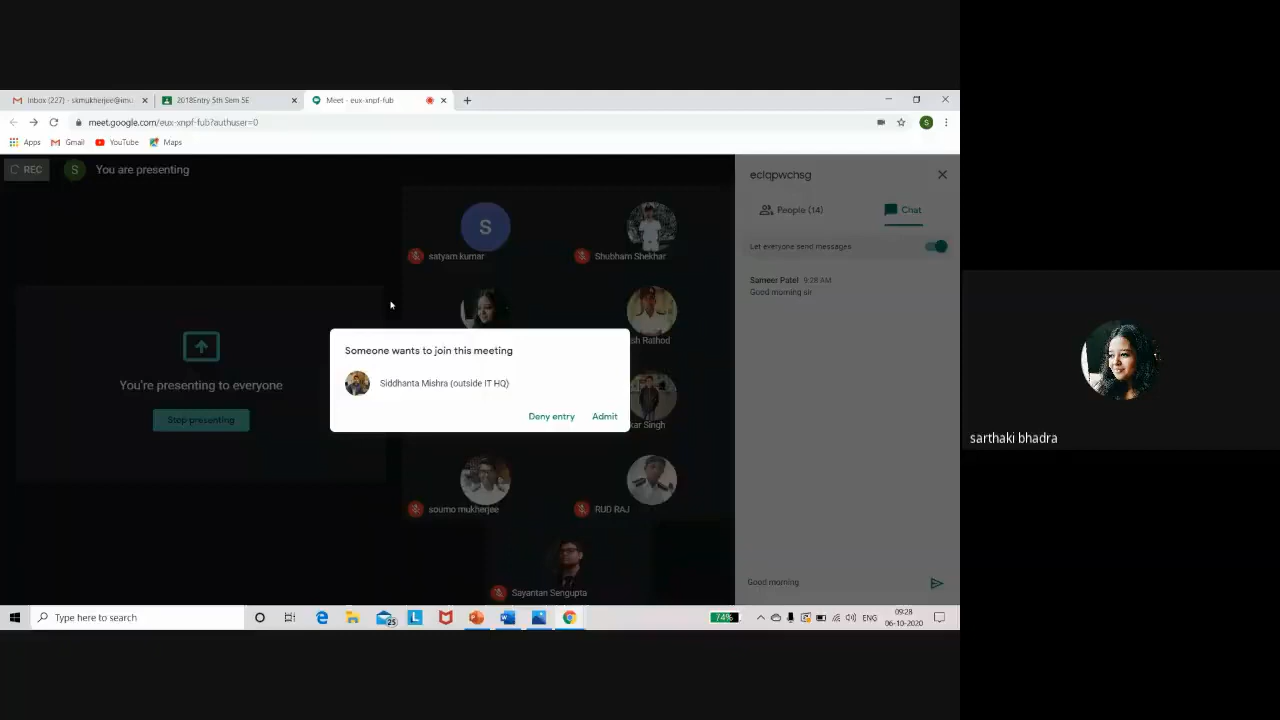 Inbox (227) - skmukherjee@imu.
2018Entry 5th Sem SE
Meet - eux-xnpf-fub
meet.google.com/eux-xnpf-fub?authuser=0
S
Apps
Gmail
YouTube
Maps
REC
S
You are presenting
eclqpwchsg
People (14)
Chat
Let everyone send messages
S
satyam kumar
Shubham Shekhar
Sameer Patel 9:28 AM
Good morning sir
sh Rathod
Someone wants to join this meeting
Siddhanta Mishra (outside IT HQ)
Deny entry
Admit
You're presenting to everyone
Stop presenting
kar Singh
sarthaki bhadra
soumo mukherjee
RUD RAJ
Sayantan Sengupta
Good morning
Type here to search
25
74%
ENG
09:28
06-10-2020